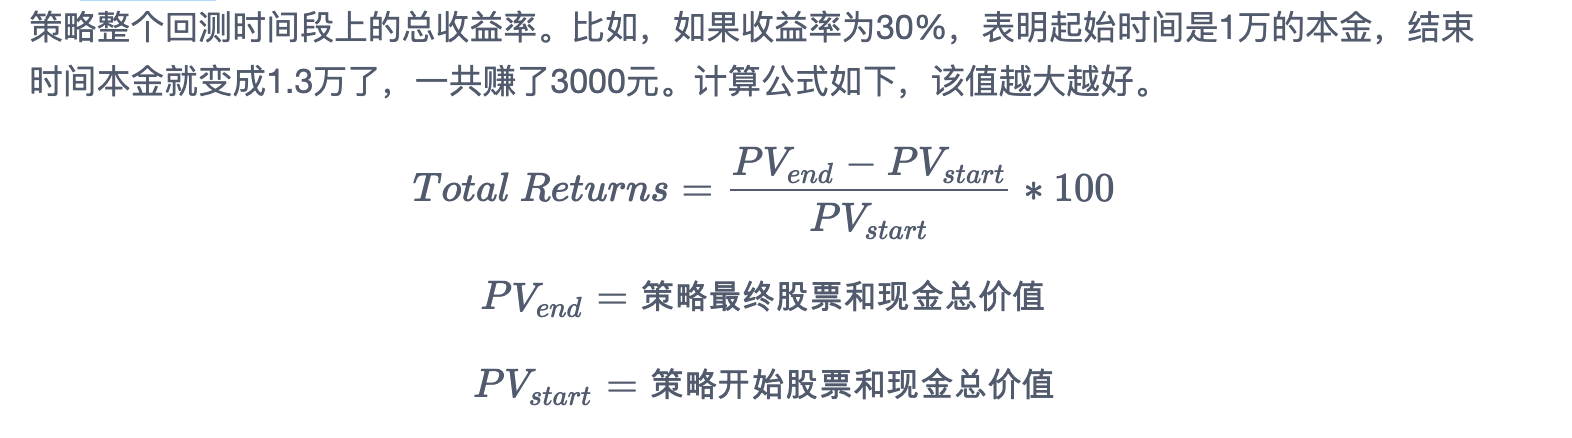 策略整个回测时间段上的总收益率。比如，如果收益率为30%，表明起始时间是1万的本金，结束
时间本金就变成1.3万了，一共赚了3000元。计算公式如下，该值越大越好。
Total Returns = \frac{PV_{end} − PV_{start}}{PV_{start}} * 100
PV_{end} = 策略最终股票和现金总价值
PV_{start} = 策略开始股票和现金总价值